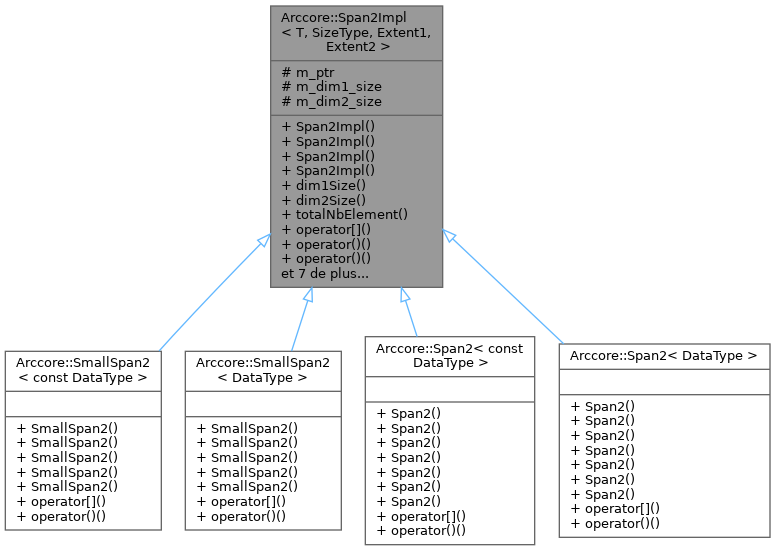 Arccore::Span2Impl
< T, SizeType, Extent1,
Extent2 >
# m_ptr
# m_dim1_size
# m_dim2_size
+ Span2Impl()
+ Span2Impl()
+ Span2Impl()
+ Span2Impl()
+ dim1Size()
+ dim2Size()
+ totalNbElement()
+ operator[]()
+ operator()()
+ operator()()
et 7 de plus...
Arccore::SmallSpan2
< const DataType >
+ SmallSpan2()
+ SmallSpan2()
+ SmallSpan2()
+ SmallSpan2()
+ SmallSpan2()
+ operator[]()
+ operator()()
Arccore::SmallSpan2
< DataType >
+ SmallSpan2()
+ SmallSpan2()
+ SmallSpan2()
+ SmallSpan2()
+ SmallSpan2()
+ operator[]()
+ operator()()
Arccore::Span2< const
DataType >
+ Span2()
+ Span2()
+ Span2()
+ Span2()
+ Span2()
+ Span2()
+ Span2()
+ operator[]()
+ operator()()
Arccore::Span2< DataType >
+ Span2()
+ Span2()
+ Span2()
+ Span2()
+ Span2()
+ Span2()
+ Span2()
+ operator[]()
+ operator()()